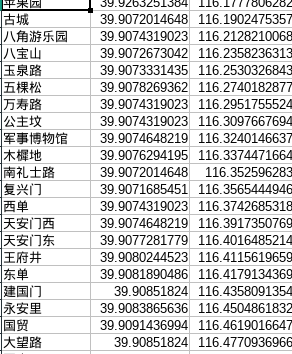 苹果园 39.9263251384 116.1777806282
古城 39.9072014648 116.1902475357
八角游乐园 39.9074319023 116.2128210068
八宝山 39.9072673042 116.2358236313
玉泉路 39.9073331435 116.2530326843
五棵松 39.9078269362 116.2740182877
万寿路 39.9074319023 116.2951755524
公主坟 39.9074319023 116.3097667694
军事博物馆 39.9074648219 116.3240146637
木樨地 39.9076294195 116.3374471664
南礼士路 39.9072014648 116.352596283
复兴门 39.9071685451 116.3565444946
西单 39.9074319023 116.3742685318
天安门西 39.9074648219 116.3917350769
天安门东 39.9077281779 116.4016485214
王府井 39.9080244523 116.4115619659
东单 39.9081890486 116.4179134369
建国门 39.90851824 116.4358091354
永安里 39.9083865636 116.4504861832
国贸 39.9091436994 116.4619016647
大望路 39.90851824 116.4770936966